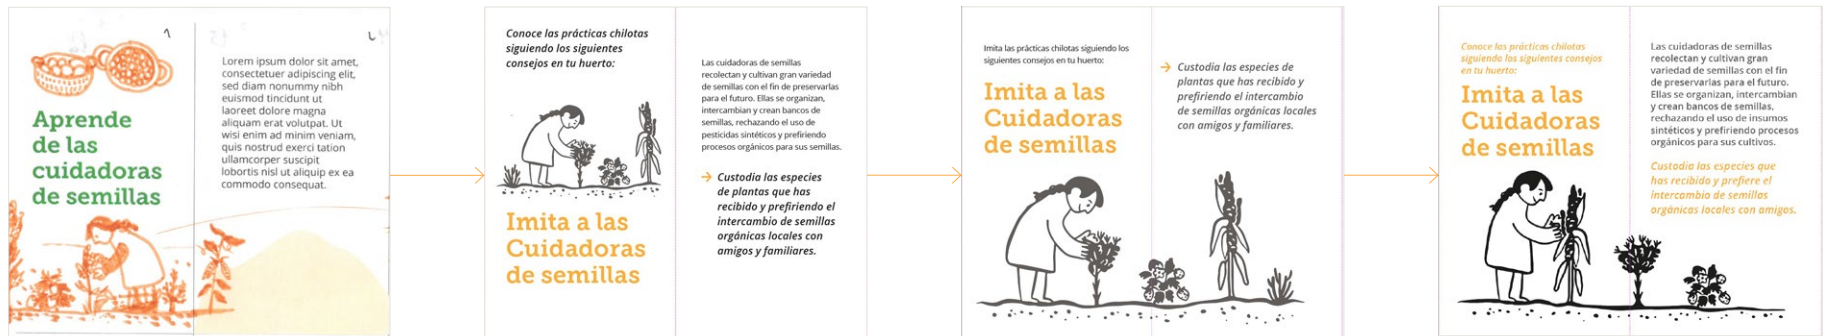 Aprende
de las
cuidadoras
de semillas
Lorem ipsum dolor sit amet,
consectetuer adipiscing elit,
sed diam nonummy nibh
euismod tincidunt ut
laoreet dolore magna
aliquam erat volutpat. Ut
wisi enim ad minim veniam,
quis nostrud exerci tation
ullamcorper suscipit
lobortis nisl ut aliquip ex ea
commodo consequat.
Conoce las prácticas chilotas
siguiendo los siguientes
consejos en tu huerto:
Imita a las
Cuidadoras
de semillas
Las cuidadoras de semillas
recolectan y cultivan gran variedad
de semillas con el fin de preservarlas
para el futuro. Ellas se organizan,
intercambian y crean bancos de
semillas, rechazando el uso de
pesticidas sintéticos y prefiriendo
procesos orgánicos para sus semillas.
→ Custodia las especies
de plantas que has
recibido y prefiriendo el
intercambio de semillas
orgánicas locales con
amigos y familiares.
Imita las prácticas chilotas siguiendo los
siguientes consejos en tu huerto:
Imita a las
Cuidadoras
de semillas
→ Custodia las especies de
plantas que has recibido y
prefiriendo el intercambio
de semillas orgánicas locales
con amigos y familiares.
Conoce las prácticas chilotas
siguiendo los siguientes consejos
en tu huerto:
Imita a las
Cuidadoras
de semillas
Las cuidadoras de semillas
recolectan y cultivan gran
variedad de semillas con el fin
de preservarlas para el futuro.
Ellas se organizan, intercambian
y crean bancos de semillas,
rechazando el uso de insumos
sintéticos y prefiriendo procesos
orgánicos para sus cultivos.
Custodia las especies que
has recibido y prefiere el
intercambio de semillas
orgánicas locales con amigos.